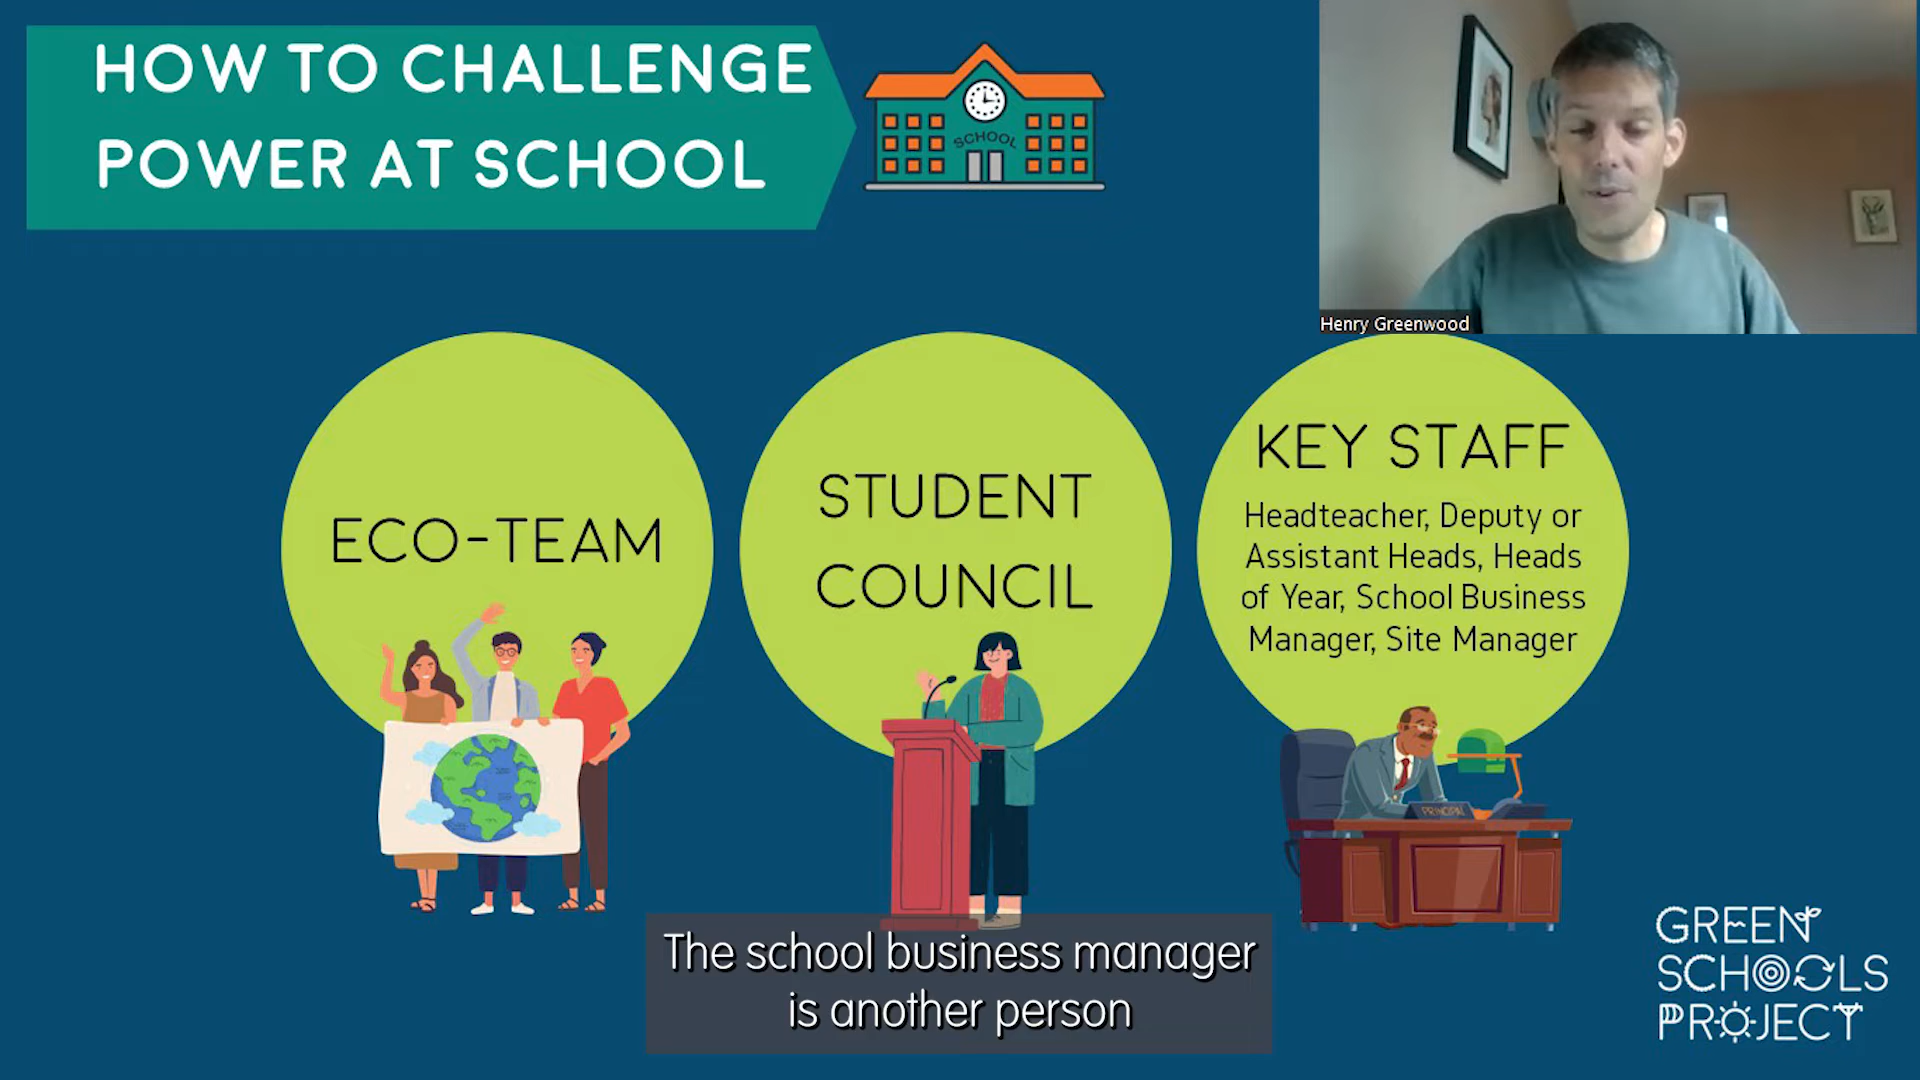 HOW TO CHALLENGE
POWER AT SCHOOL
SCHOOL
Henry Greenwood
ECO-TEAM
STUDENT
COUNCIL
KEY STAFF
Headteacher, Deputy or
Assistant Heads, Heads
of Year, School Business
Manager, Site Manager
PRINCIPAL
The school business manager
is another person
GREEN
SCHOOLS
PROJECT